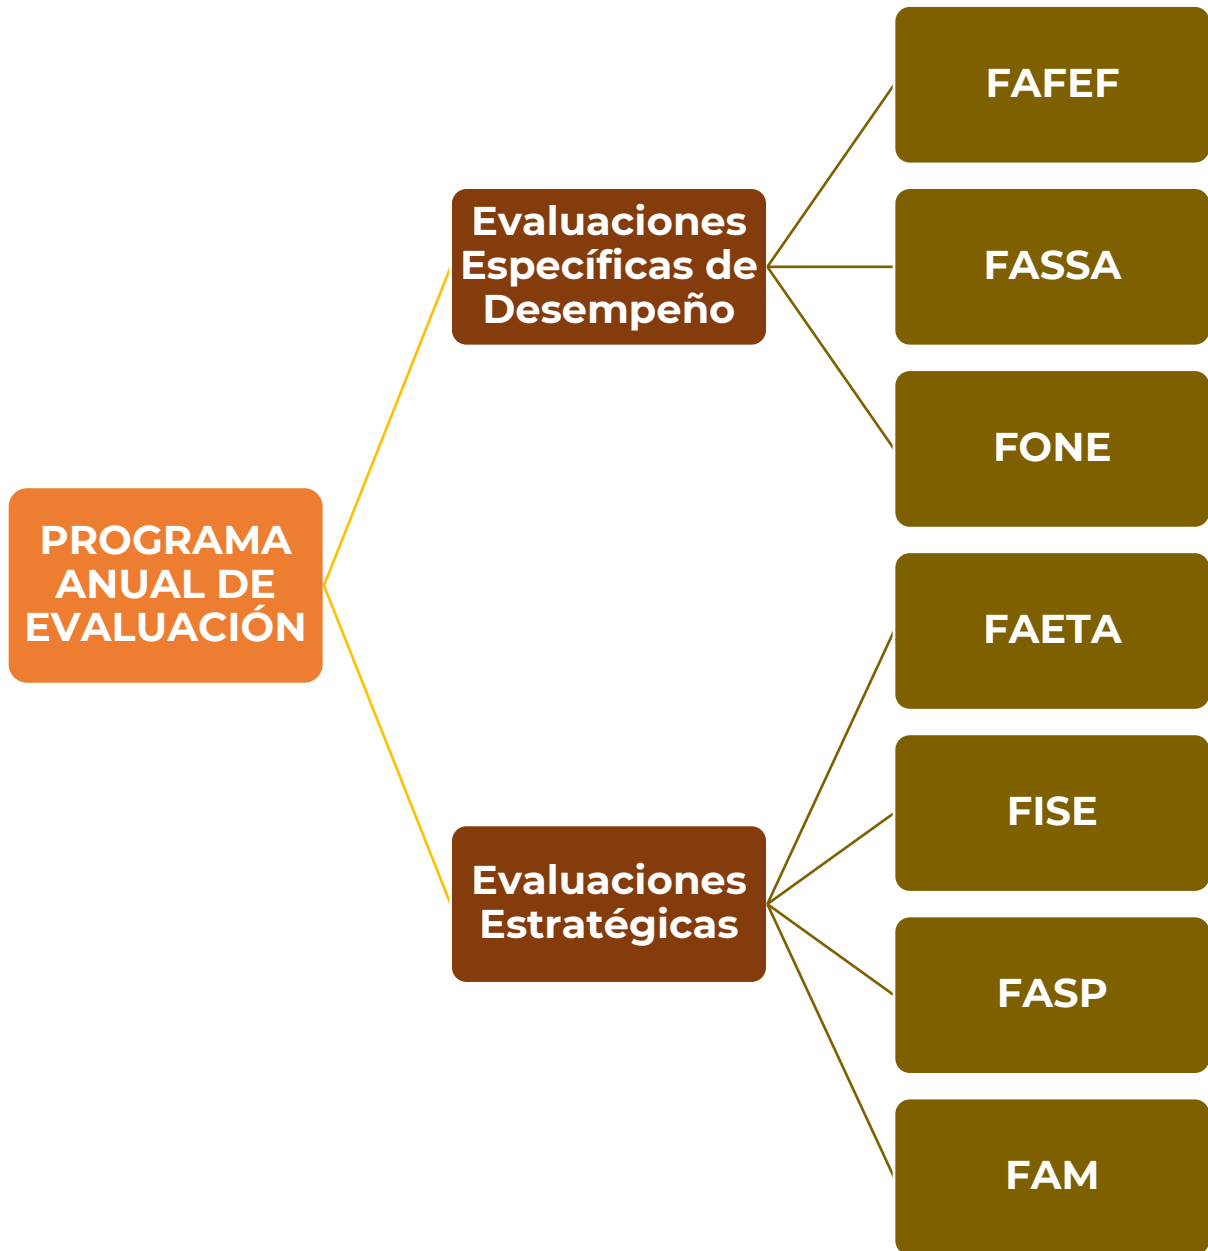 PROGRAMA
ANUAL DE
EVALUACIÓN
Evaluaciones
Específicas de
Desempeño
FAFEF
FASSA
FONE
Evaluaciones
Estratégicas
FAETA
FISE
FASP
FAM